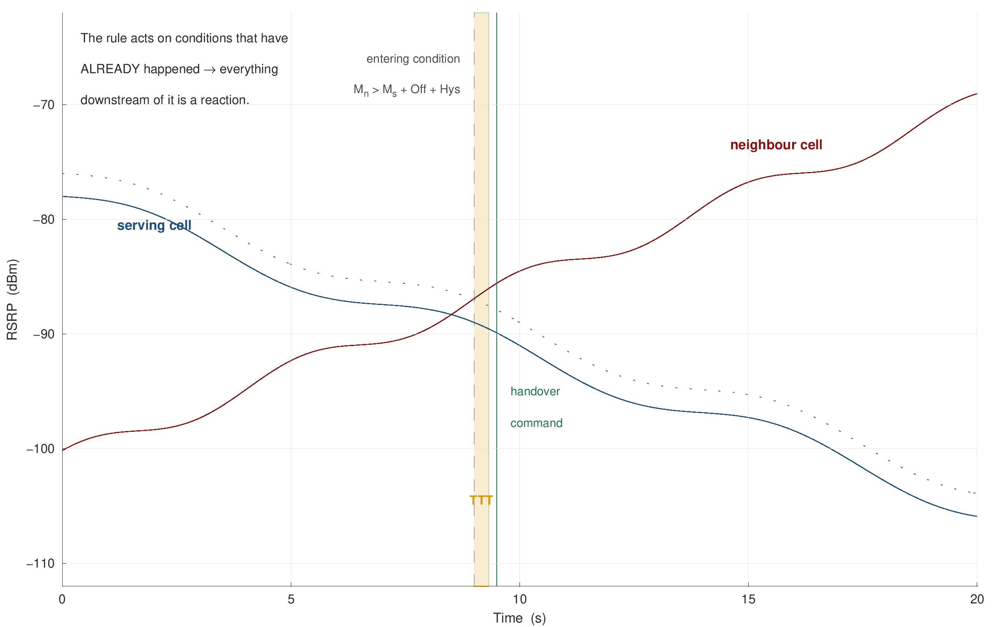 The rule acts on conditions that have
ALREADY happened → everything
downstream of it is a reaction.
entering condition
Mn > Ms + Off + Hys
neighbour cell
serving cell
handover
command
TTT
RSRP (dBm)
−70
−80
−90
−100
−110
0 5 10 15 20
Time (s)